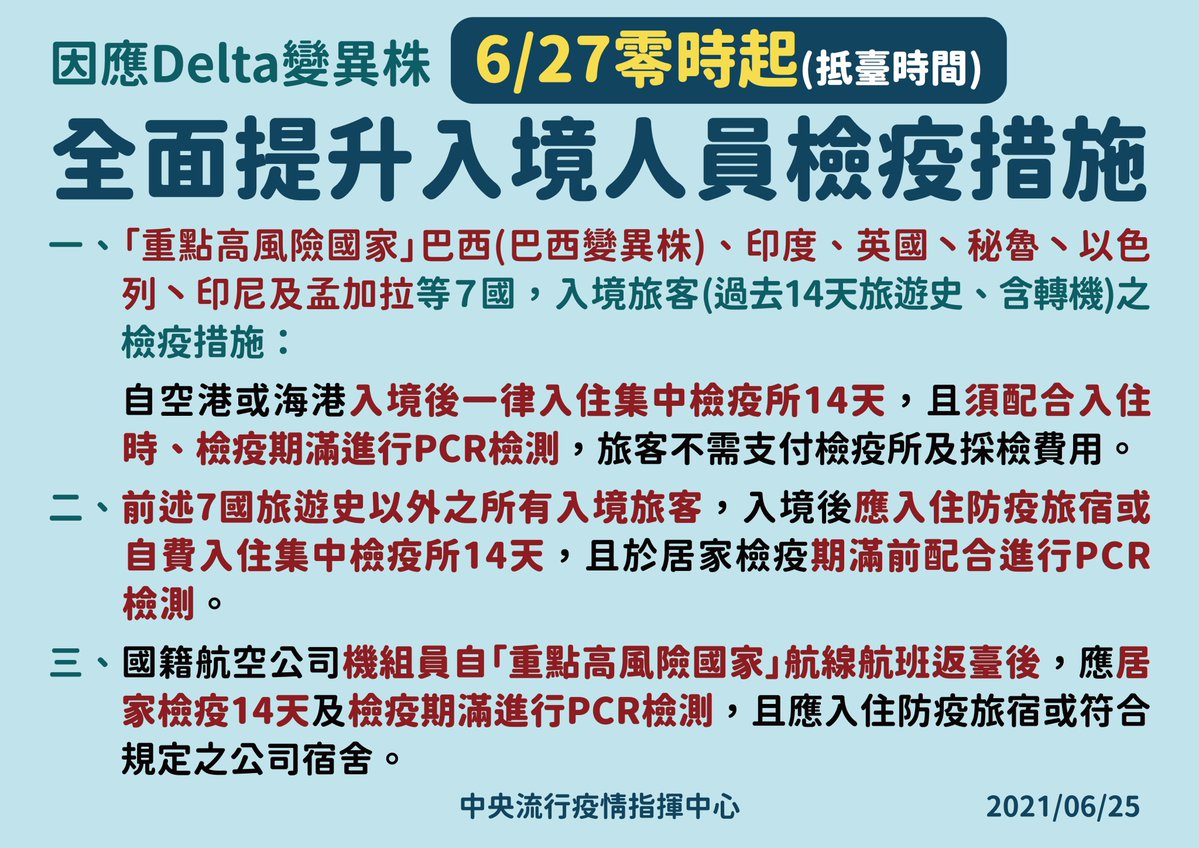 因應Delta變異株 6/27零時起(抵臺時間)
全面提升入境人員檢疫措施
一、「重點高風險國家」巴西(巴西變異株)、印度、英國、秘魯、以色
列、印尼及孟加拉等7國，入境旅客(過去14天旅遊史、含轉機)之
檢疫措施：
自空港或海港入境後一律入住集中檢疫所14天，且須配合入住
時、檢疫期滿進行PCR檢測，旅客不需支付檢疫所及採檢費用。
二、前述7國旅遊史以外之所有入境旅客，入境後應入住防疫旅宿或
自費入住集中檢疫所14天，且於居家檢疫期滿前配合進行PCR
檢測。
三、國籍航空公司機組員自「重點高風險國家」航線航班返臺後，應居
家檢疫14天及檢疫期滿進行PCR檢測，且應入住防疫旅宿或符合
規定之公司宿舍。
中央流行疫情指揮中心 2021/06/25